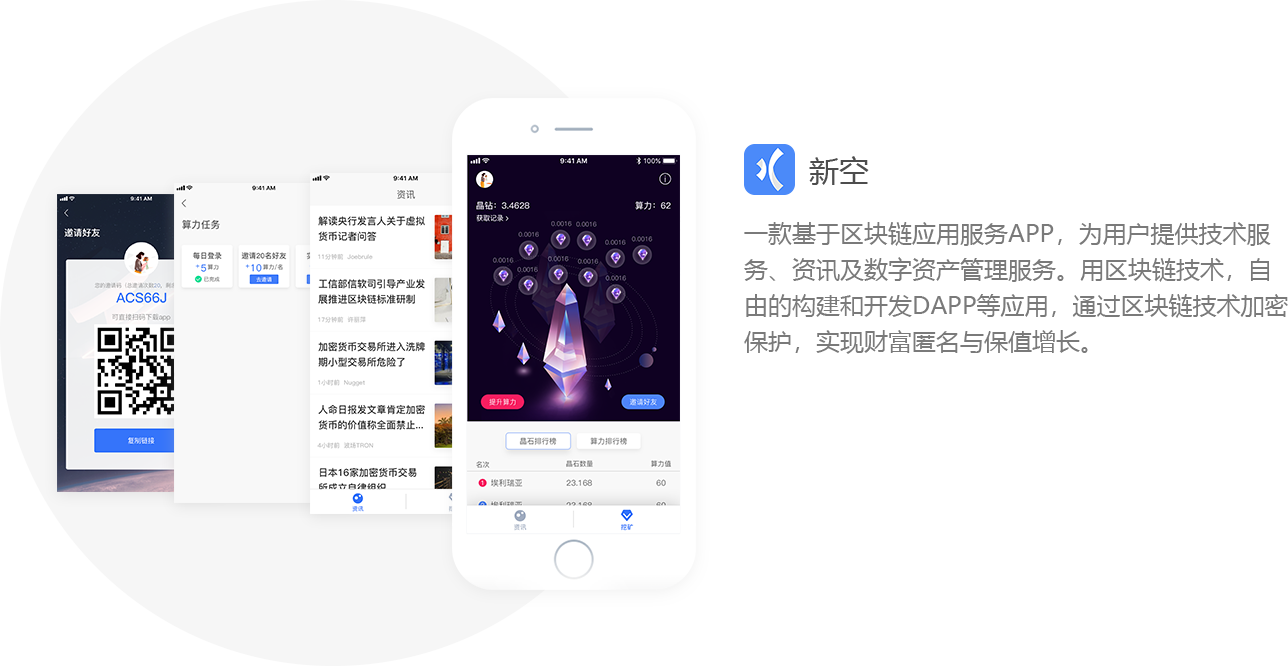 新空
一款基于区块链应用服务APP，为用户提供技术服
务、资讯及数字资产管理服务。用区块链技术，自
由的构建和开发DAPP等应用，通过区块链技术加密
保护，实现财富匿名与保值增长。
9:41 AM
邀请好友
ACS66J
可直接扫码下载app
复制链接
9:41 AM
算力任务
每日登录
+5算力
已完成
邀请20名好友
+10算力/名
去邀请
9:41 AM
资讯
解读央行发言人关于虚拟
货币记者问答
11分钟前 Joebrule
工信部信软司引导产业发
展推进区块链标准研制
17分钟前 许丽萍
加密货币交易所进入洗牌
期小型交易所危险了
1小时前 Nugget
人命日报发文章肯定加密
货币的价值称全面禁止...
4小时前 波场TRON
日本16家加密货币交易
所成立自律组织
资讯
9:41 AM 100%
晶钻：3.4628 算力：62
获取记录
0.0016 0.0016
0.0016
0.0016 0.0016
0.0016 0.0016 0.0016 0.0016
0.0016
提升算力 邀请好友
晶石排行榜 算力排行榜
名次 晶石数量 算力值
1 埃利瑞亚 23.168 60
埃利瑞亚 23.168 60
资讯 挖矿